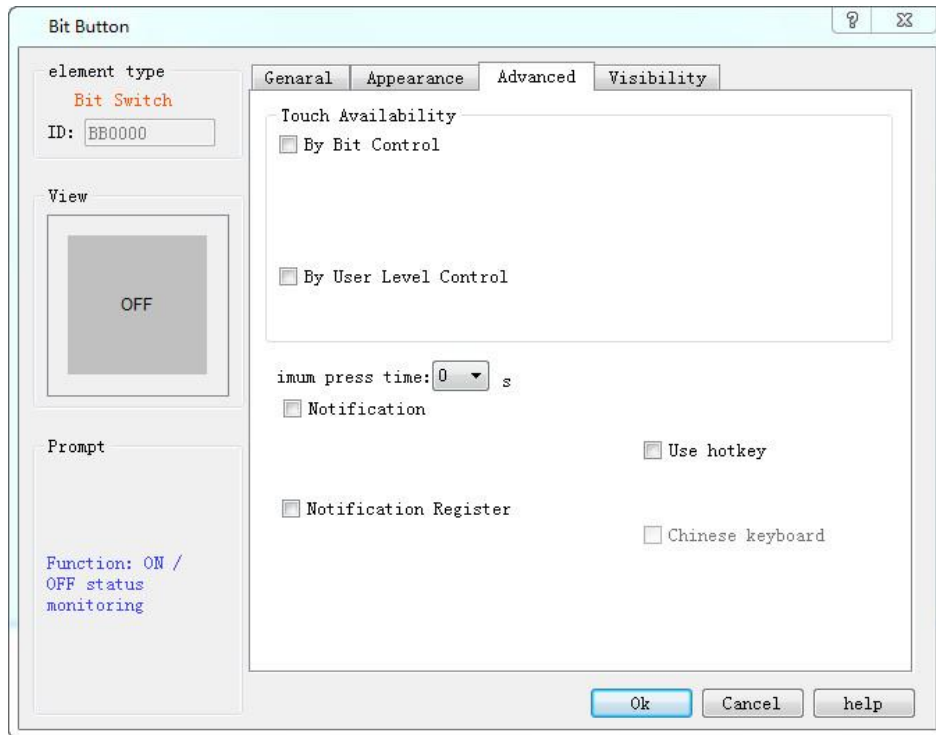 Bit Button
element type
Bit Switch
ID: BB0000
View
OFF
Prompt
Function: ON /
OFF status
monitoring
Genaral Appearance Advanced Visibility
Touch Availability
By Bit Control
By User Level Control
imum press time: 0 s
Notification
Use hotkey
Notification Register
Chinese keyboard
Ok Cancel help